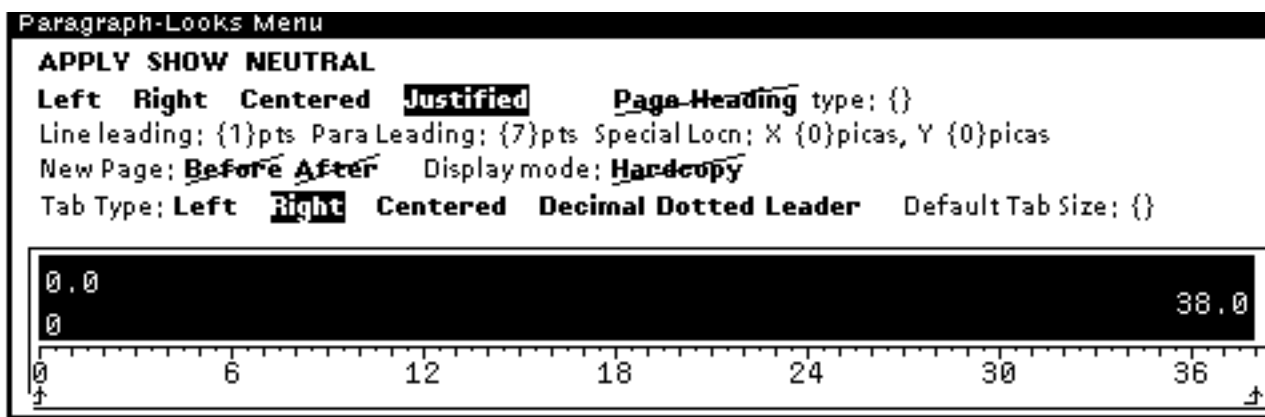 Paragraph-Looks Menu
APPLY SHOW NEUTRAL
Left Right Centered Justified Page-Heading type: {}
Line leading: {1}pts Para Leading: {7}pts Special Locn: X {0}picas, Y {0}picas
New Page: Before After Display mode: Hardcopy
Tab Type: Left Right Centered Decimal Dotted Leader Default Tab Size: {}
0.0
38.0
0
0 6 12 18 24 30 36